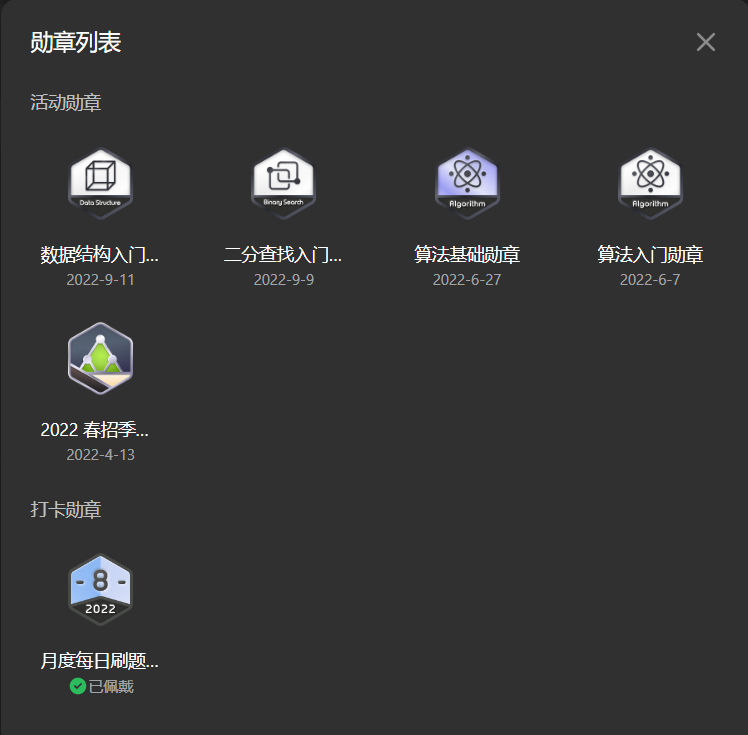 勋章列表
活动勋章
Data Structure
Binary Search
Algorithm
Algorithm
数据结构入门...
二分查找入门...
算法基础勋章
算法入门勋章
2022-9-11
2022-9-9
2022-6-27
2022-6-7
2022 春招季...
2022-4-13
打卡勋章
8
2022
月度每日刷题...
已佩戴